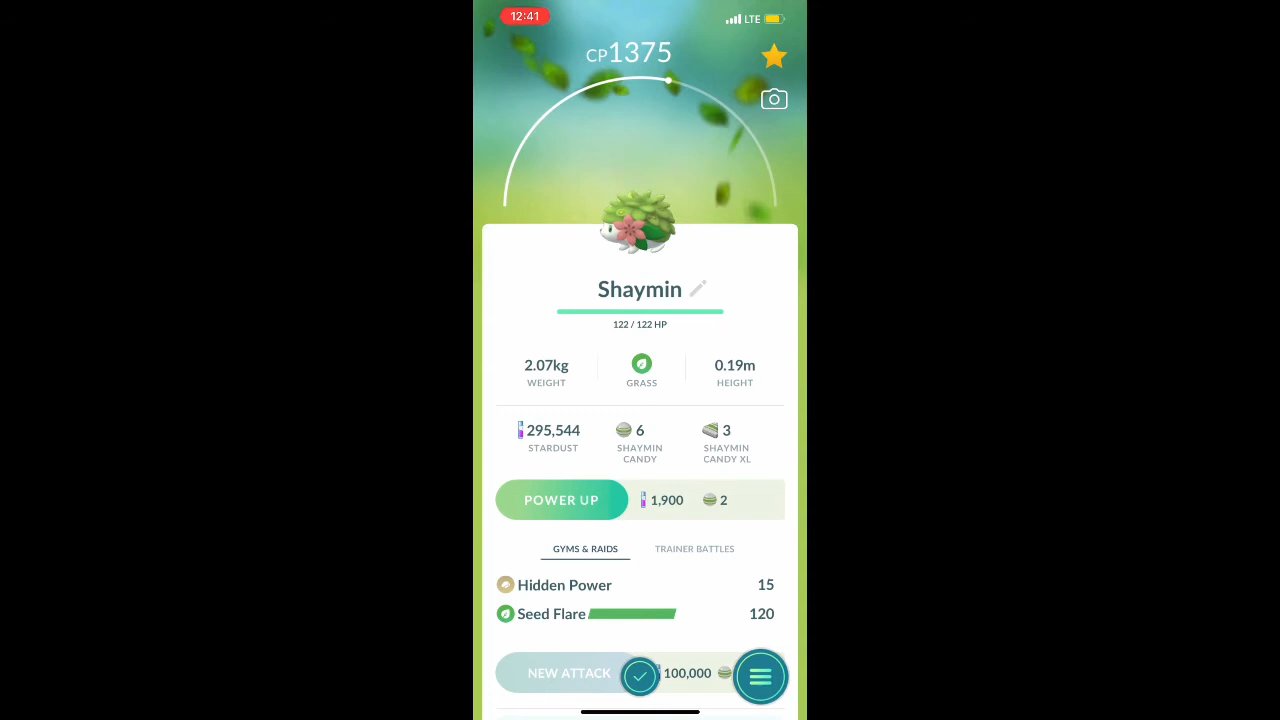 12:41
LTE
CP1375
Shaymin
122 / 122 HP
2.07kg
WEIGHT
GRASS
0.19m
HEIGHT
295,544
STARDUST
6
SHAYMIN
CANDY
3
SHAYMIN
CANDY XL
POWER UP
1,900
2
GYMS & RAIDS
TRAINER BATTLES
Hidden Power
15
Seed Flare
120
NEW ATTACK
100,000